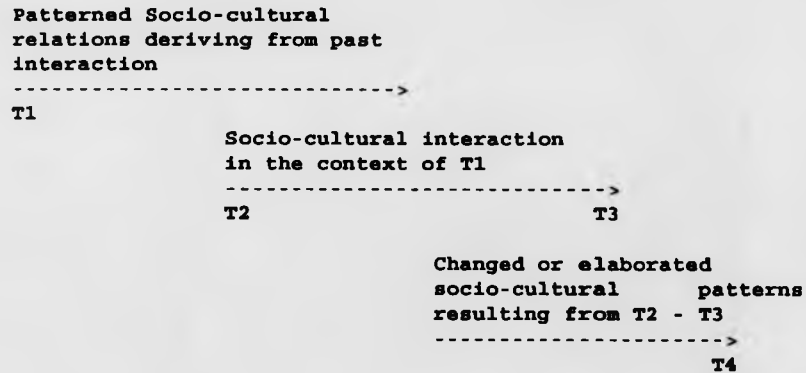 Patterned Socio-cultural
relations deriving from past
interaction
----------------------------->
T1
Socio-cultural interaction
in the context of T1
----------------------------->
T2 T3
Changed or elaborated
socio-cultural patterns
resulting from T2 - T3
---------------------->
T4